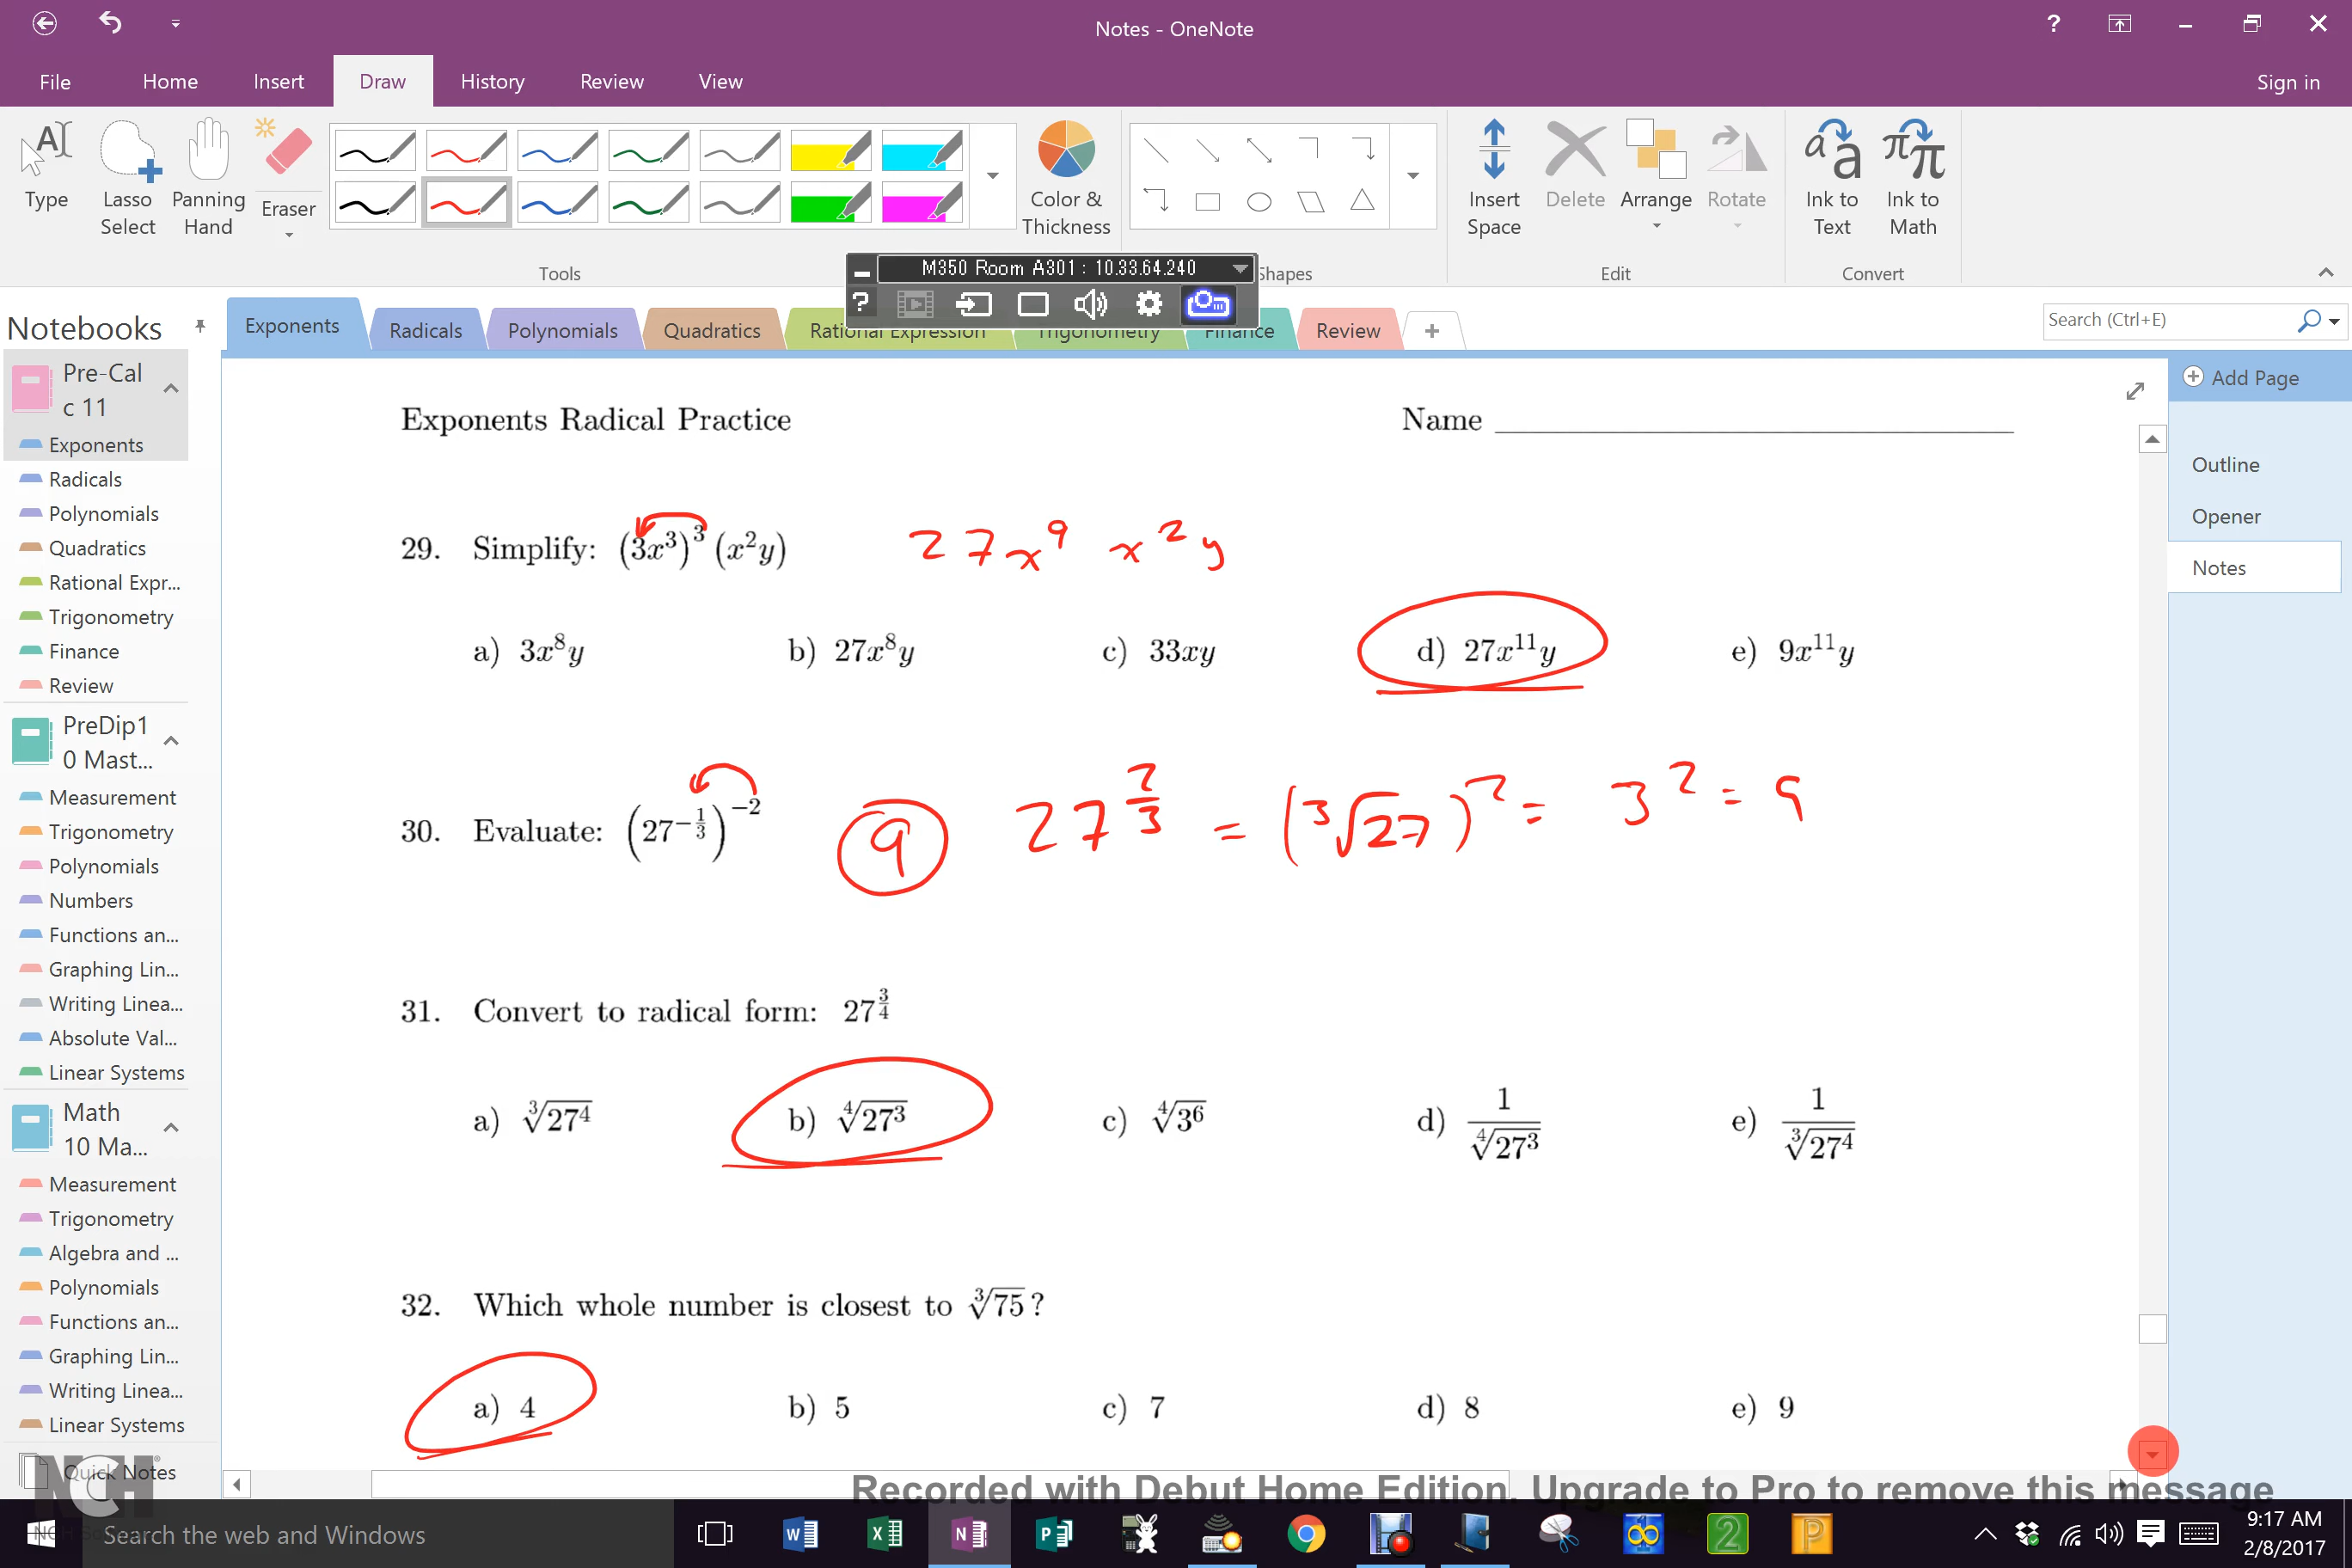 Notes - OneNote
File Home Insert Draw History Review View Sign in
Type Lasso Select Panning Hand Eraser Color & Thickness Insert Space Delete Arrange Rotate Ink to Text Ink to Math
Tools Shapes Edit Convert
M350 Room A301 : 10.33.64.240
Notebooks
Exponents Radicals Polynomials Quadratics Rational Expression Trigonometry Finance Review +
Search (Ctrl+E)
Pre-Calc 11
Exponents
Radicals
Polynomials
Quadratics
Rational Expr...
Trigonometry
Finance
Review
PreDip10 Mast...
Measurement
Trigonometry
Polynomials
Numbers
Functions an...
Graphing Lin...
Writing Linea...
Absolute Val...
Linear Systems
Math 10 Ma...
Measurement
Trigonometry
Algebra and ...
Polynomials
Functions an...
Graphing Lin...
Writing Linea...
Linear Systems
Quick Notes
Add Page
Outline
Opener
Notes
Exponents Radical Practice Name
29. Simplify: (3x³)³(x²y) 27x⁹ x²y
a) 3x⁸y b) 27x⁸y c) 33xy d) 27x¹¹y e) 9x¹¹y
30. Evaluate: (27^(-1/3))^(-2) 9 27^(2/3) = (³√27)² = 3² = 9
31. Convert to radical form: 27^(3/4)
a) ³√27⁴ b) ⁴√27³ c) ⁴√3⁶ d) 1/⁴√27³ e) 1/³√27⁴
32. Which whole number is closest to ³√75?
a) 4 b) 5 c) 7 d) 8 e) 9
NCH
Recorded with Debut Home Edition. Upgrade to Pro to remove this message
Search the web and Windows
9:17 AM
2/8/2017